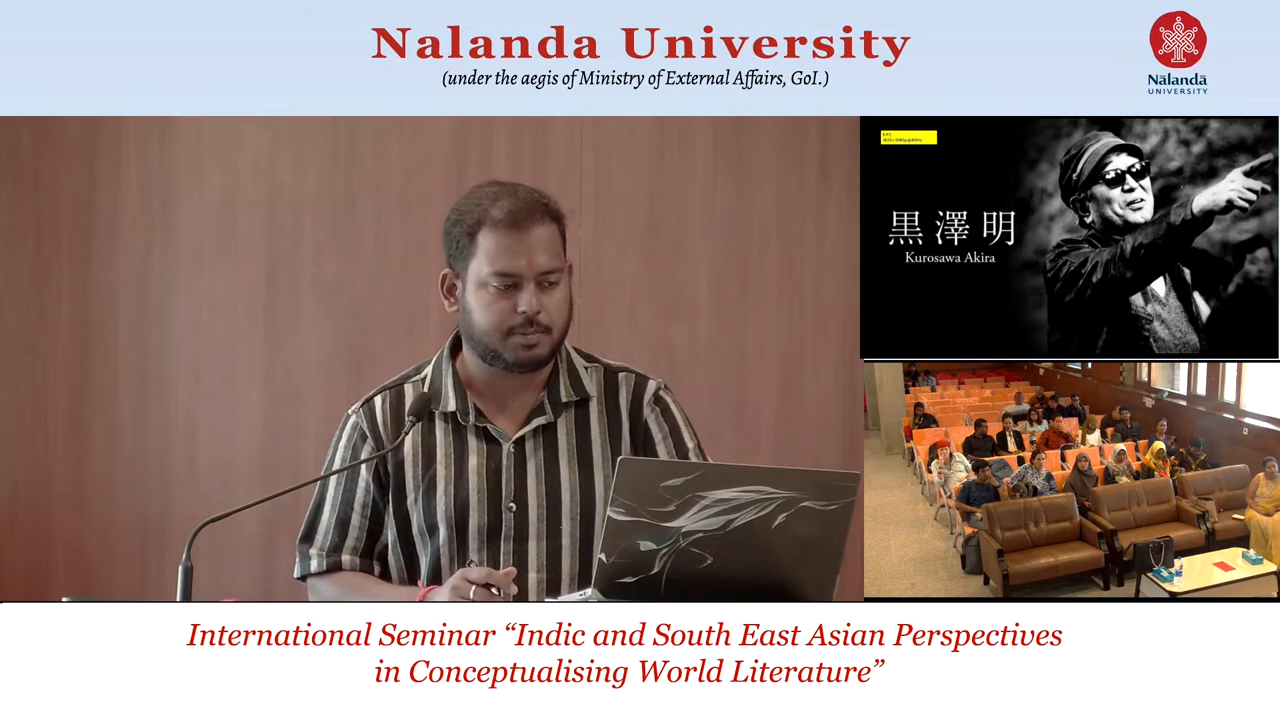 Nalanda University
(under the aegis of Ministry of External Affairs, GoI.)
Nālandā
UNIVERSITY
黒澤明
Kurosawa Akira
International Seminar “Indic and South East Asian Perspectives
in Conceptualising World Literature”